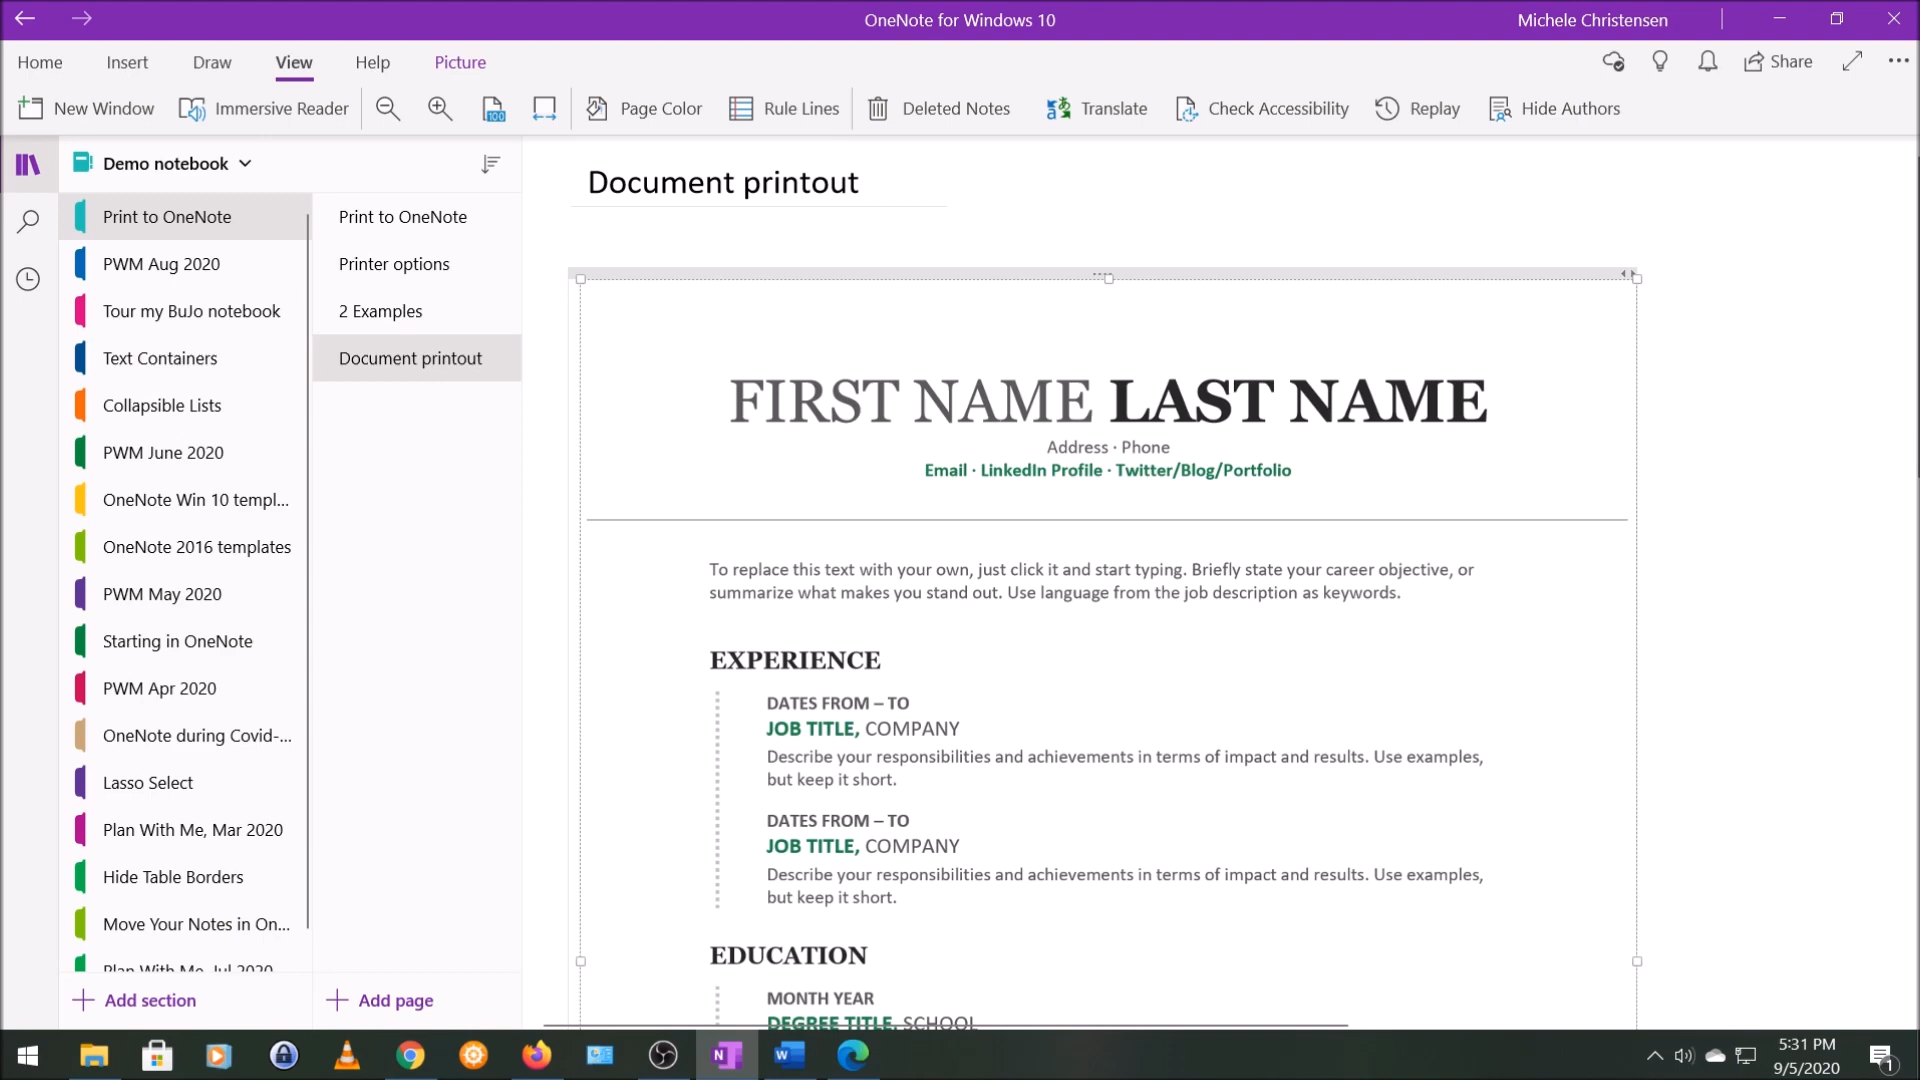 OneNote for Windows 10
Michele Christensen
Home Insert Draw View Help Picture
Share
New Window Immersive Reader 100 Page Color Rule Lines Deleted Notes Translate Check Accessibility Replay Hide Authors
Demo notebook
Print to OneNote
PWM Aug 2020
Tour my BuJo notebook
Text Containers
Collapsible Lists
PWM June 2020
OneNote Win 10 templ...
OneNote 2016 templates
PWM May 2020
Starting in OneNote
PWM Apr 2020
OneNote during Covid-...
Lasso Select
Plan With Me, Mar 2020
Hide Table Borders
Move Your Notes in On...
Plan With Me, Jul 2020
Add section
Print to OneNote
Printer options
2 Examples
Document printout
Add page
Document printout
FIRST NAME LAST NAME
Address · Phone
Email · LinkedIn Profile · Twitter/Blog/Portfolio
To replace this text with your own, just click it and start typing. Briefly state your career objective, or
summarize what makes you stand out. Use language from the job description as keywords.
EXPERIENCE
DATES FROM – TO
JOB TITLE, COMPANY
Describe your responsibilities and achievements in terms of impact and results. Use examples,
but keep it short.
DATES FROM – TO
JOB TITLE, COMPANY
Describe your responsibilities and achievements in terms of impact and results. Use examples,
but keep it short.
EDUCATION
MONTH YEAR
DEGREE TITLE, SCHOOL
N
W
5:31 PM
9/5/2020
1